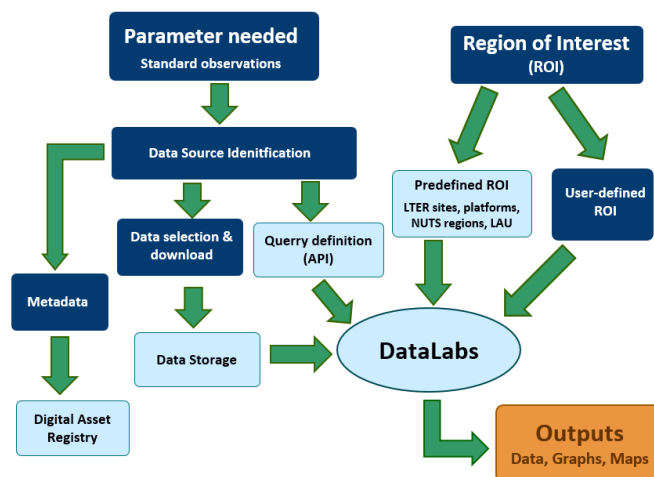 Parameter needed
Standard observations
Region of Interest
(ROI)
Data Source Idenitfication
Predefined ROI
LTER sites, platforms,
NUTS regions, LAU
User-defined
ROI
Data selection &
download
Querry definition
(API)
Metadata
Data Storage
DataLabs
Digital Asset
Registry
Outputs
Data, Graphs, Maps